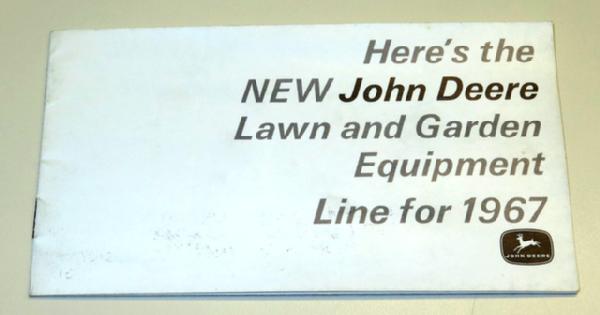 Here's the
NEW John Deere
Lawn and Garden
Equipment
Line for 1967
JOHN DEERE